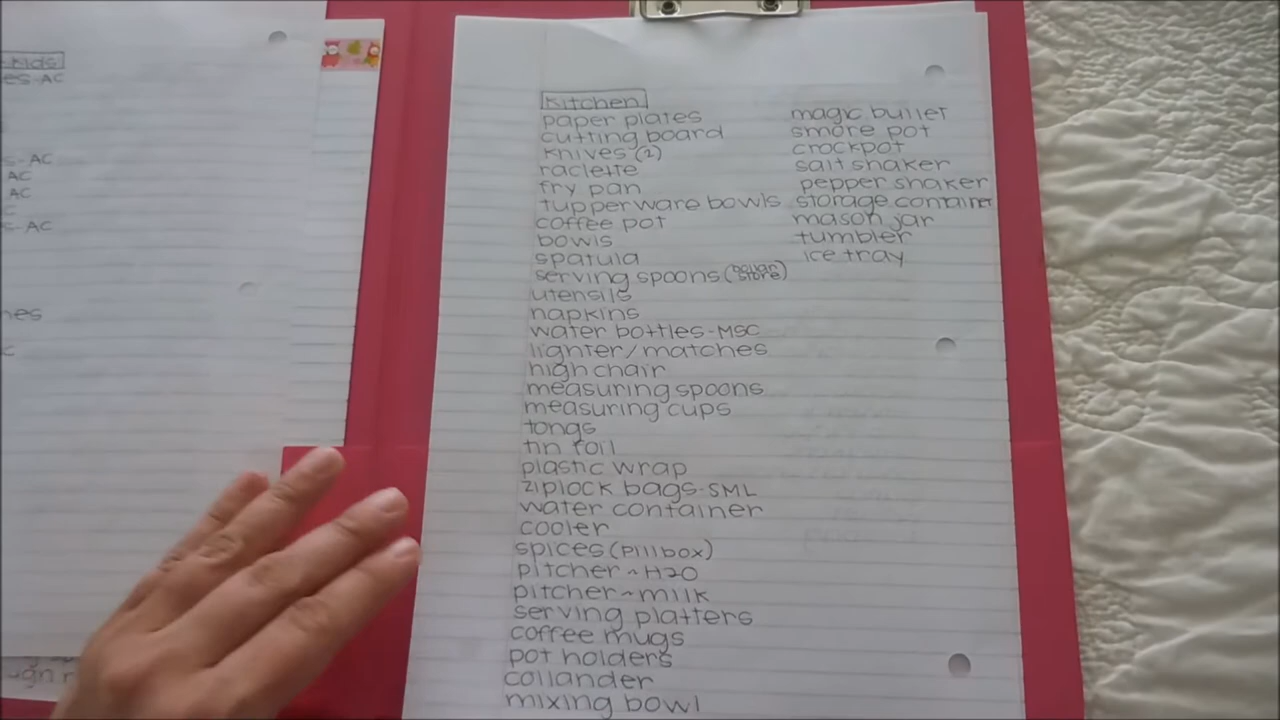 Kids
es-AC
s-AC
AC
AC
- AC
nes
Kitchen
paper plates
cutting board
knives (2)
raclette
fry pan
tupperware bowls
coffee pot
bowls
spatula
serving spoons (dollar store)
utensils
napkins
water bottles-MSC
lighter/matches
high chair
measuring spoons
measuring cups
tongs
tin foil
plastic wrap
ziplock bags-SML
water container
cooler
spices (pillbox)
pitcher ~ H2O
pitcher ~ milk
serving platters
coffee mugs
pot holders
collander
mixing bowl
magic bullet
smore pot
crockpot
salt shaker
pepper shaker
storage container
mason jar
tumbler
ice tray